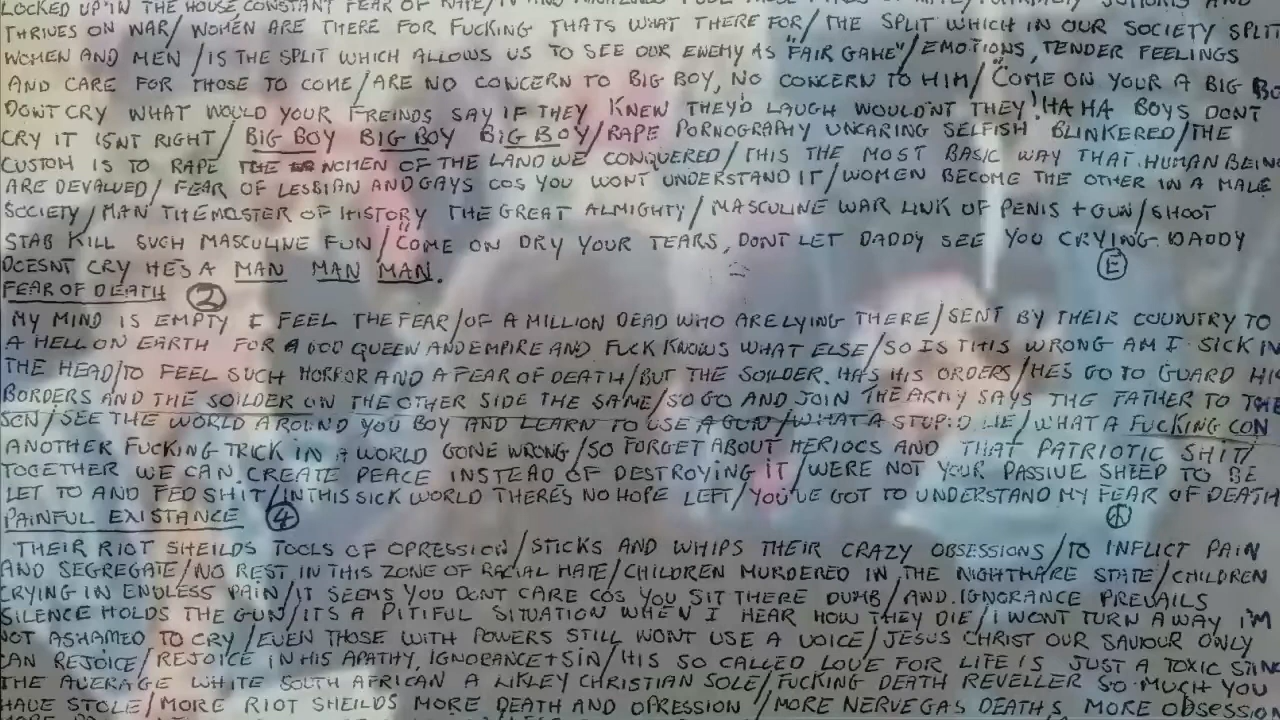 LOCKED UP IN THE HOUSE CONSTANT FEAR OF RAPE/
THRIVES ON WAR/ WOMEN ARE THERE FOR FUCKING THATS WHAT THERE FOR/ THE SPLIT WHICH IN OUR SOCIETY SPLIT
WOMEN AND MEN / IS THE SPLIT WHICH ALLOWS US TO SEE OUR ENEMY AS "FAIR GAME"/ EMOTIONS, TENDER FEELINGS
AND CARE FOR THOSE TO COME/ ARE NO CONCERN TO BIG BOY, NO CONCERN TO HIM/ "COME ON YOUR A BIG BO
DONT CRY WHAT WOULD YOUR FREINDS SAY IF THEY KNEW THEY'D LAUGH WOULDNT THEY! HA HA BOYS DONT
CRY IT ISNT RIGHT/ BIG BOY BIG BOY BIG BOY/ RAPE PORNOGRAPHY UNCARING SELFISH BLINKERED/ THE
CUSTOM IS TO RAPE THE WOMEN OF THE LAND WE CONQUERED/ THIS THE MOST BASIC WAY THAT HUMAN BEIN
ARE DEVALUED/ FEAR OF LESBIAN AND GAYS COS YOU WONT UNDERSTAND IT/ WOMEN BECOME THE OTHER IN A MALE
SOCIETY/ MAN THEMOSTER OF HISTORY THE GREAT ALMIGHTY/ MASCULINE WAR LINK OF PENIS + GUN/ SHOOT
STAB KILL SUCH MASCULINE FUN/ "COME ON DRY YOUR TEARS, DONT LET DADDY SEE YOU CRYING. DADDY
DOESNT CRY HE'S A MAN MAN MAN. E
FEAR OF DEATH 2
MY MIND IS EMPTY I FEEL THE FEAR/ OF A MILLION DEAD WHO ARE LYING THERE/ SENT BY THEIR COUNTRY TO
A HELL ON EARTH FOR GOD QUEEN AND EMPIRE AND FUCK KNOWS WHAT ELSE/ SO IS THIS WRONG AM I SICK IN
THE HEAD/ TO FEEL SUCH HORROR AND A FEAR OF DEATH/ BUT THE SOILDER. HAS HIS ORDERS/ HE'S GO TO GUARD HIS
BORDERS AND THE SOILDER ON THE OTHER SIDE THE SAME/ SO GO AND JOIN THE ARMY SAYS THE FATHER TO THE
SON/ SEE THE WORLD AROUND YOU BOY AND LEARN TO USE A GUN/ WHAT A STUPID LIE/ WHAT A FUCKING CON
ANOTHER FUCKING TRICK IN A WORLD GONE WRONG/ SO FORGET ABOUT HERIOCS AND THAT PATRIOTIC SHIT/
TOGETHER WE CAN CREATE PEACE INSTEAD OF DESTROYING IT/ WERE NOT YOUR PASSIVE SHEEP TO BE
LET TO AND FED SHIT/ IN THIS SICK WORLD THERE'S NO HOPE LEFT/ YOU'VE GOT TO UNDERSTAND MY FEAR OF DEATH
PAINFUL EXISTANCE 4
THEIR RIOT SHEILDS TOOLS OF OPRESSION/ STICKS AND WHIPS THEIR CRAZY OBSESSIONS/ TO INFLICT PAIN
AND SEGREGATE/ NO REST IN THIS ZONE OF RACIAL HATE/ CHILDREN MURDERED IN THE NIGHTMARE STATE/ CHILDREN
CRYING IN ENDLESS PAIN/ IT SEEMS YOU DONT CARE COS YOU SIT THERE DUMB/ AND IGNORANCE PREVAILS
SILENCE HOLDS THE GUN/ ITS A PITIFUL SITUATION WHEN I HEAR HOW THEY DIE/ I WONT TURN AWAY I'M
NOT ASHAMED TO CRY/ EVEN THOSE WITH POWERS STILL WONT USE A VOICE/ JESUS CHRIST OUR SAVIOUR ONLY
CAN REJOICE/ REJOICE IN HIS APATHY, IGNORANCE + SIN/ HIS SO CALLED LOVE FOR LIFE IS JUST A TOXIC
THE AVERAGE WHITE SOUTH AFRICAN A LIKLEY CHRISTIAN SOLE/ FUCKING DEATH REVELLER SO MUCH YOU
HAVE STOLE/ MORE RIOT SHEILDS MORE DEATH AND OPRESSION/ MORE NERVEGAS DEATHS, MORE OBSESSION